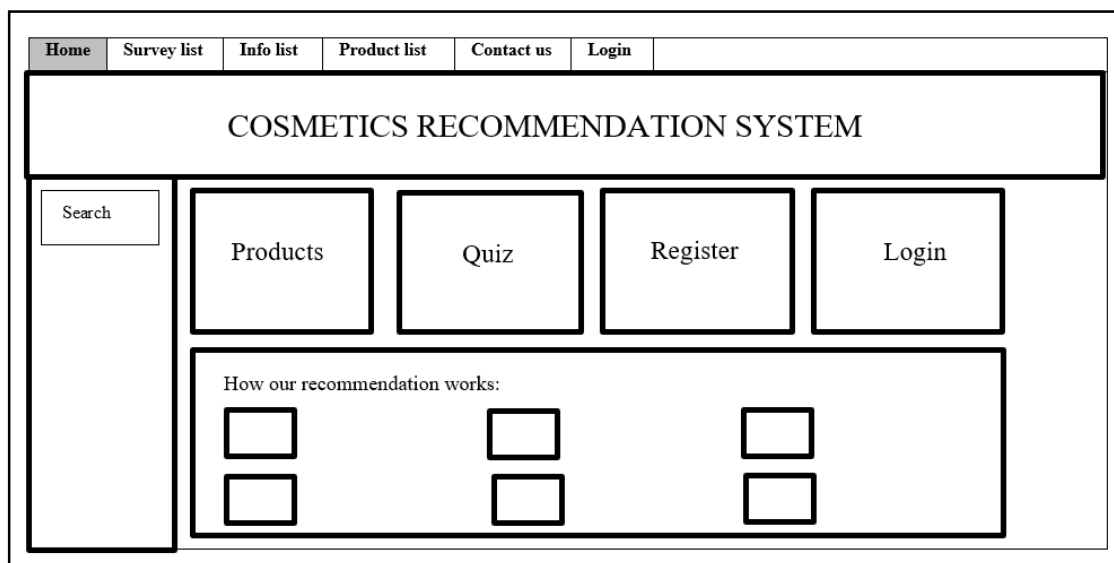 Home Survey list Info list Product list Contact us Login
COSMETICS RECOMMENDATION SYSTEM
Search
Products Quiz Register Login
How our recommendation works: